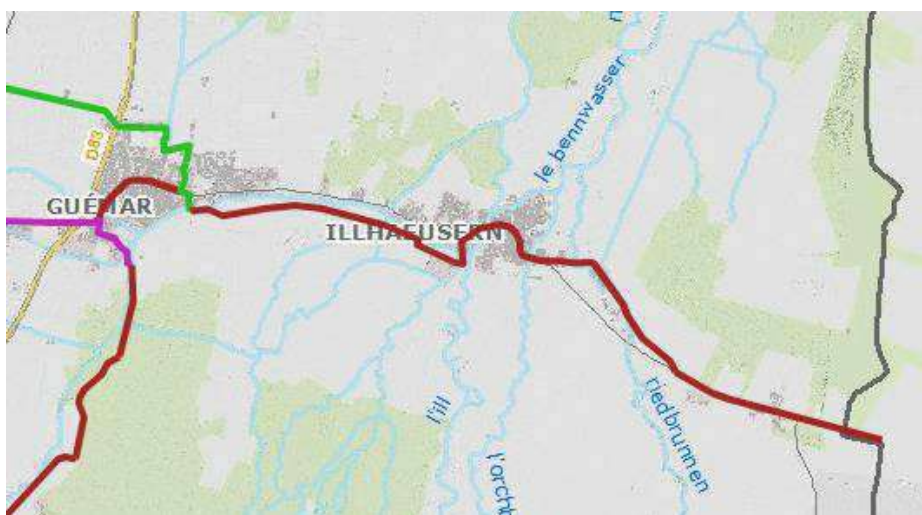 D83
GUÉMAR
ILLHAEUSERN
le bennwasser
l'ill
riedbrunnen